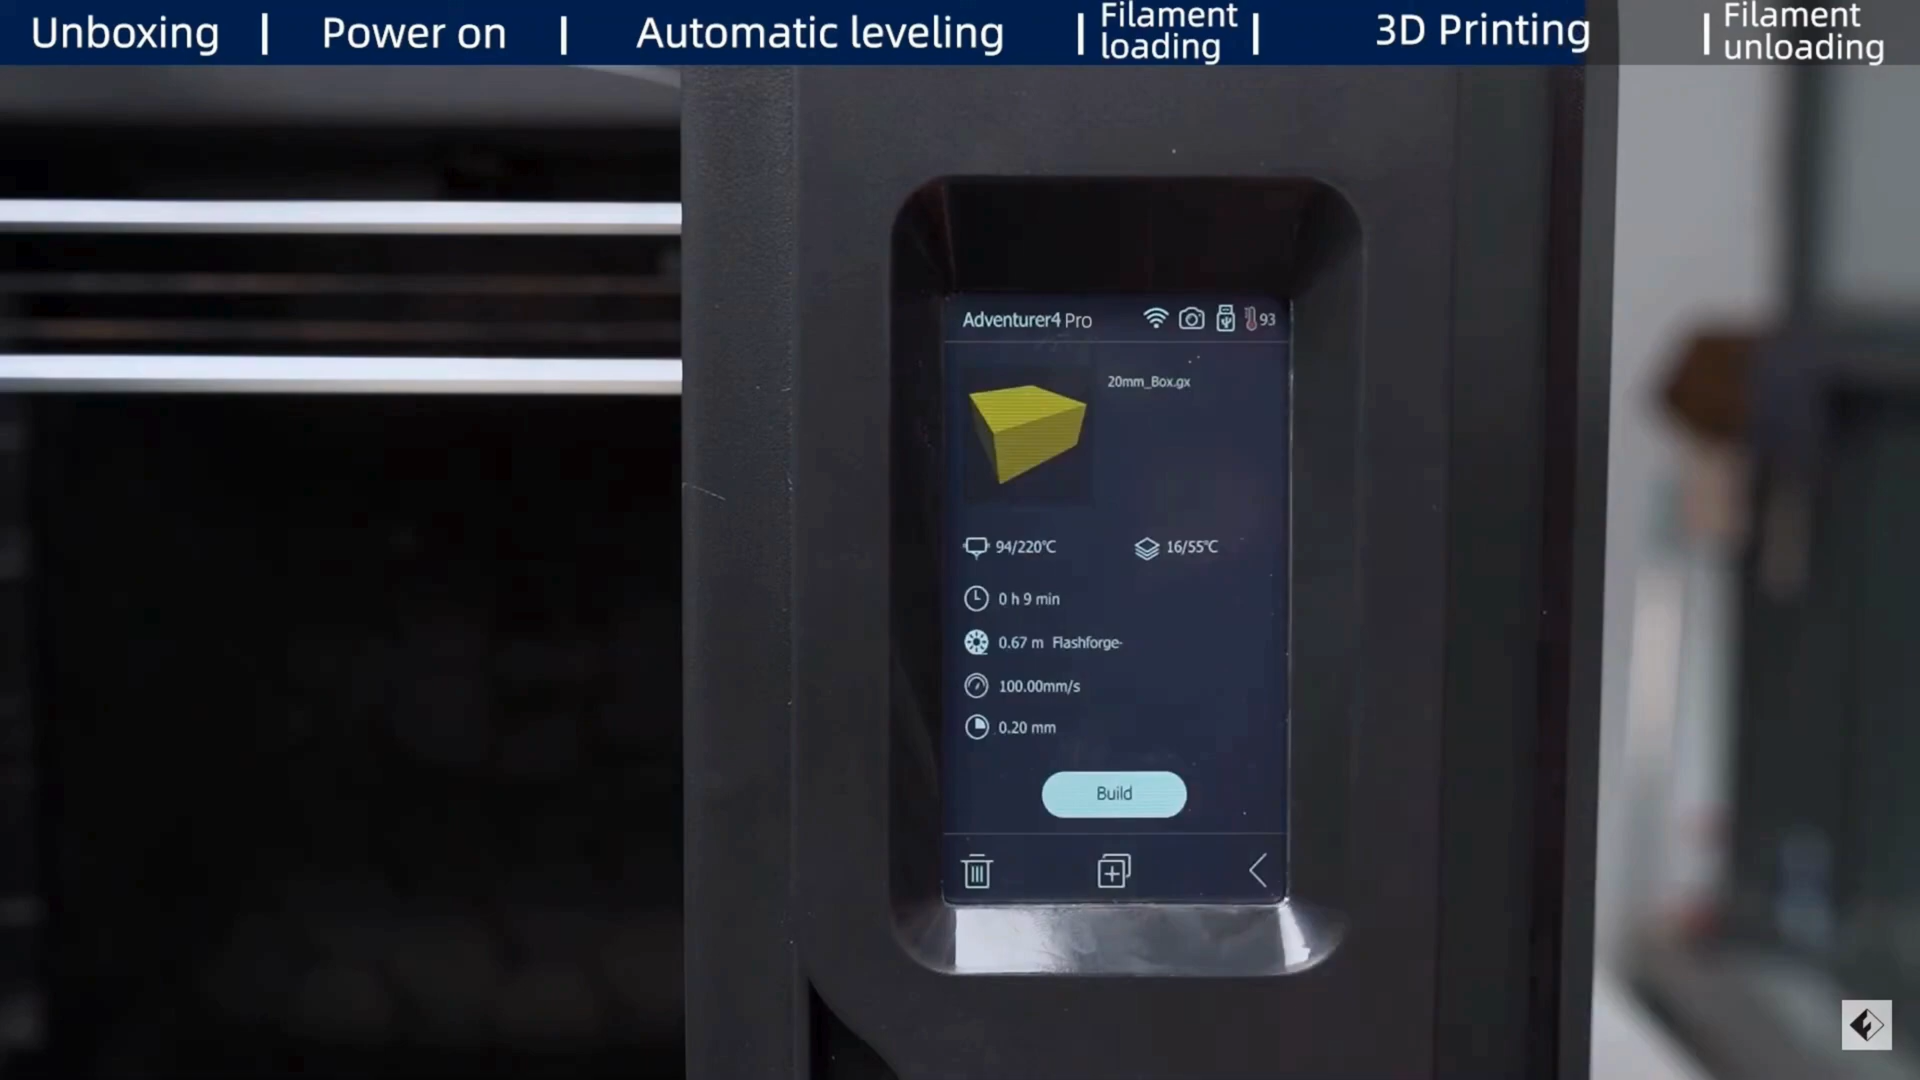 Unboxing | Power on | Automatic leveling | Filament loading | 3D Printing | Filament unloading
Adventurer4 Pro 93
20mm_Box.gx
94/220℃ 16/55℃
0 h 9 min
0.67 m Flashforge-
100.00mm/s
0.20 mm
Build